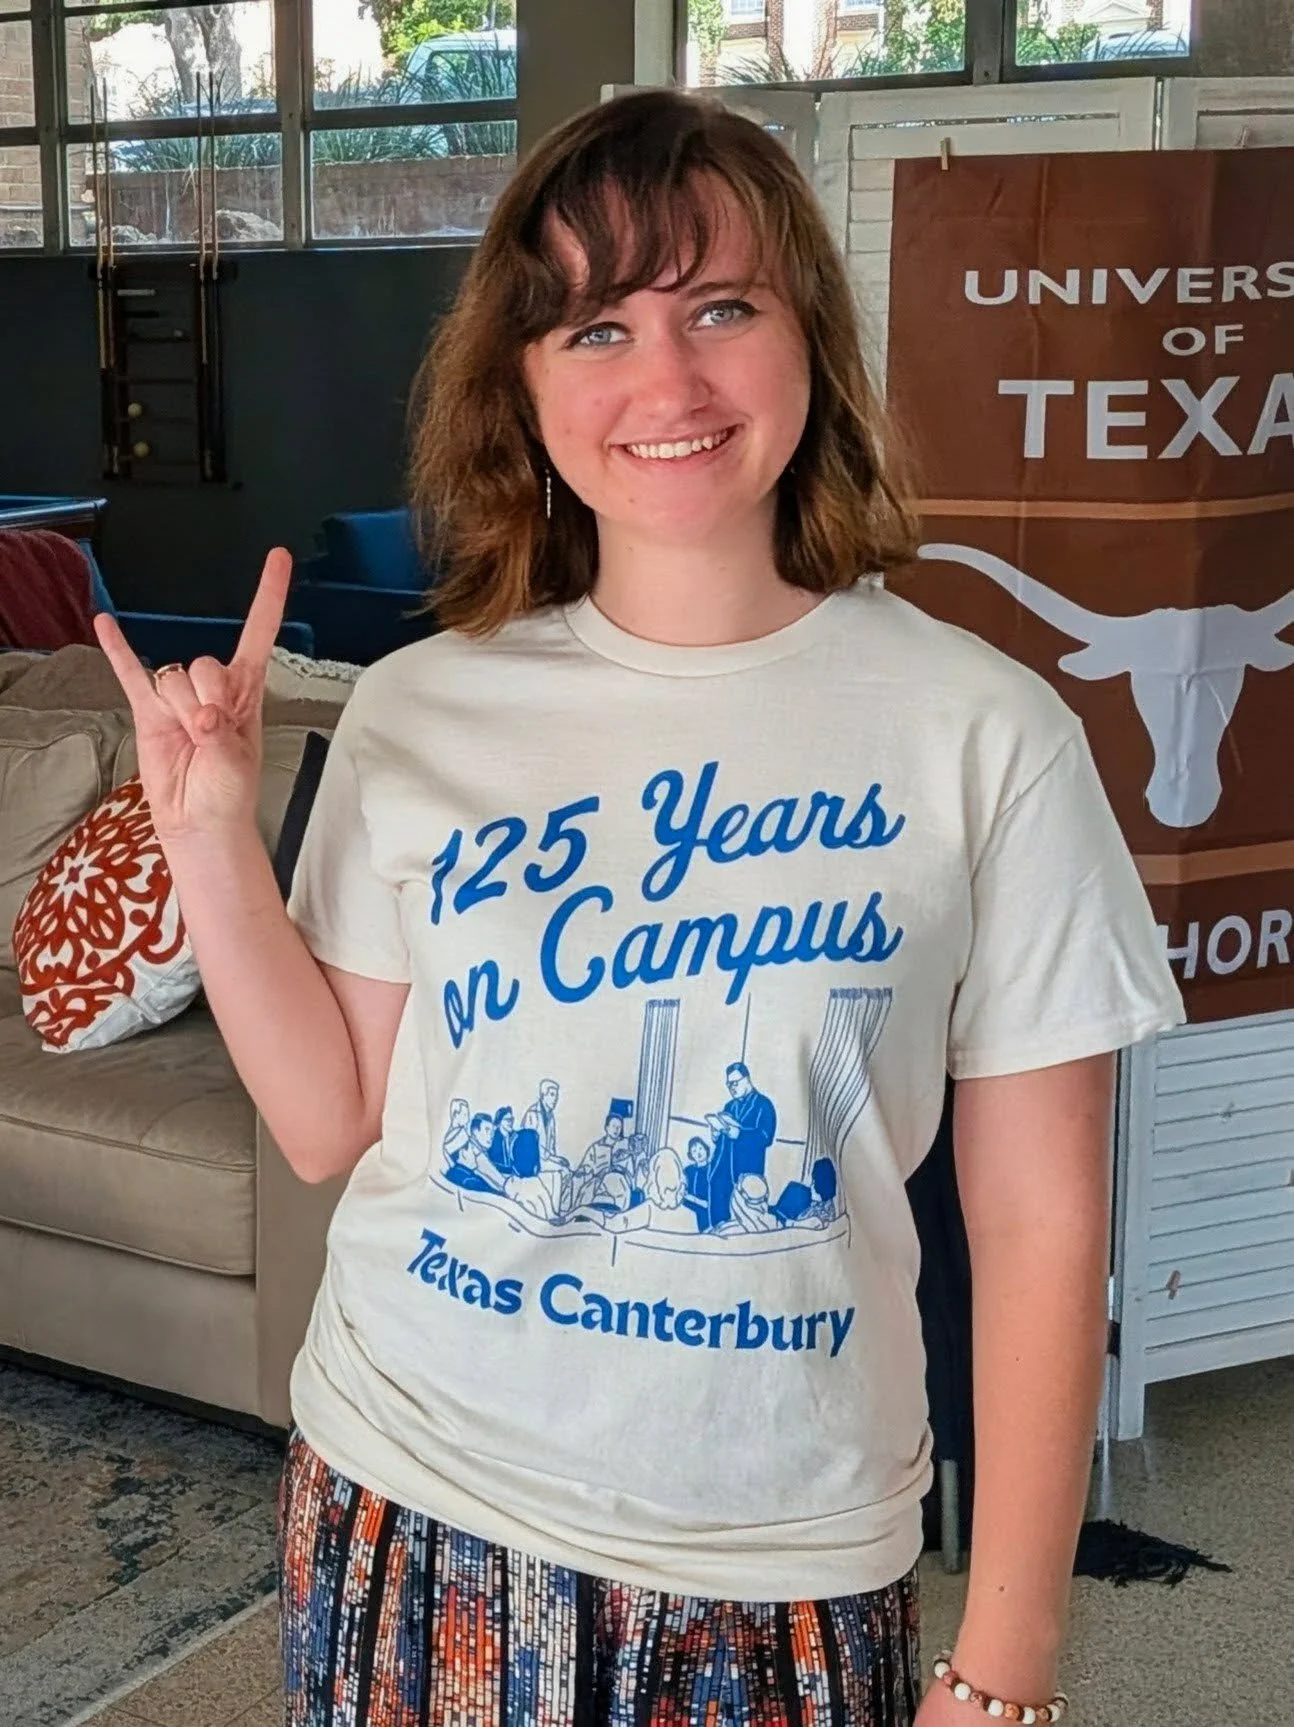 UNIVERS
OF
TEXA
HOR
125 Years
on Campus
Texas Canterbury